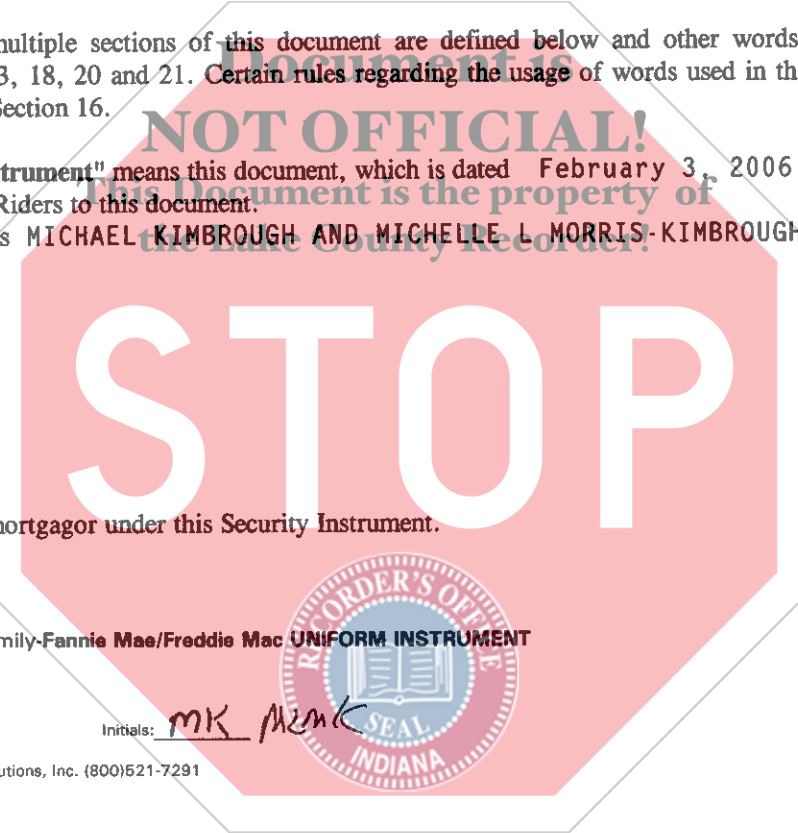 multiple sections of this document are defined below and other words
3, 18, 20 and 21. Certain rules regarding the usage of words used in th
Section 16.
Document is
NOT OFFICIAL!
This Document is the property of
the Lake County Recorder!
trument" means this document, which is dated February 3, 2006
Riders to this document.
s MICHAEL KIMBROUGH AND MICHELLE L MORRIS-KIMBROUGH
STOP
mortgagor under this Security Instrument.
mily-Fannie Mae/Freddie Mac UNIFORM INSTRUMENT
RECORDER'S OFFICE
SEAL
INDIANA
Initials: MK MLMK
utions, Inc. (800)521-7291